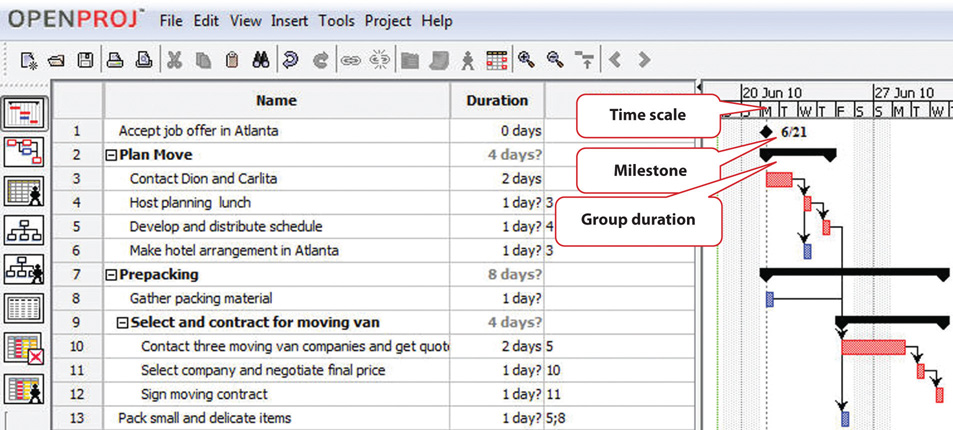 OPENPROJ™ File Edit View Insert Tools Project Help
Name Duration
20 Jun 10 27 Jun 10
M T W T F S S M T W T
1 Accept job offer in Atlanta 0 days
6/21
2 Plan Move 4 days?
3 Contact Dion and Carlita 2 days
4 Host planning lunch 1 day? 3
5 Develop and distribute schedule 1 day? 4
6 Make hotel arrangement in Atlanta 1 day? 3
7 Prepacking 8 days?
8 Gather packing material 1 day?
9 Select and contract for moving van 4 days?
10 Contact three moving van companies and get quote 2 days 5
11 Select company and negotiate final price 1 day? 10
12 Sign moving contract 1 day? 11
13 Pack small and delicate items 1 day? 5;8
Time scale
Milestone
Group duration